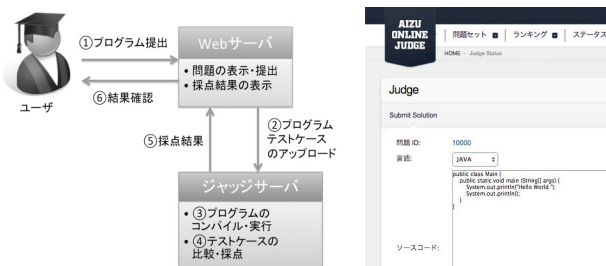 ①プログラム提出
⑥結果確認
ユーザ
Webサーバ
• 問題の表示・提出
• 採点結果の表示
⑤採点結果
②プログラム
テストケース
のアップロード
ジャッジサーバ
• ③プログラムの
コンパイル・実行
• ④テストケースの
比較・採点
AIZU
ONLINE
JUDGE
問題セット
ランキング
ステータス
HOME - Judge Status
Judge
Submit Solution
問題 ID:
10000
言語:
JAVA
public class Main {
public static void main (String[] args) {
System.out.println("Hello World ");
System.out.println();
}
}
ソースコード: